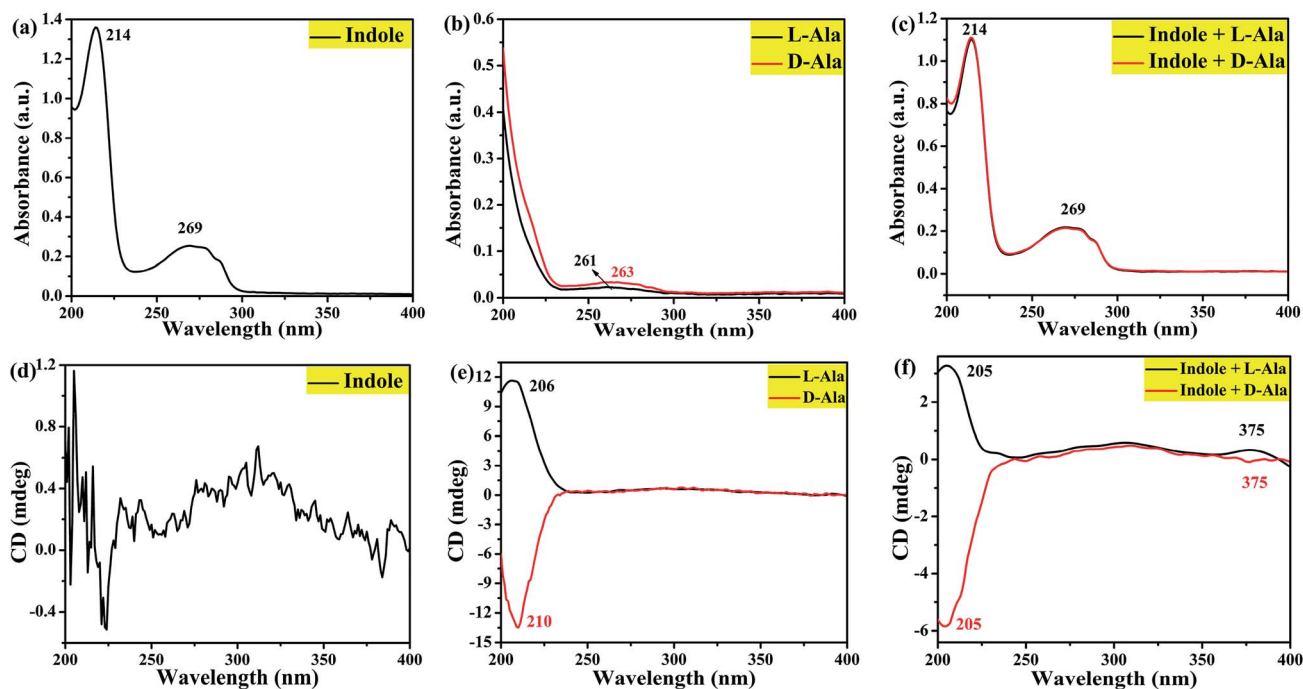 (a)
Indole
214
269
Absorbance (a.u.)
1.4
1.2
1.0
0.8
0.6
0.4
0.2
0.0
200 250 300 350 400
Wavelength (nm)
(b)
L-Ala
D-Ala
261
263
Absorbance (a.u.)
0.6
0.5
0.4
0.3
0.2
0.1
0.0
200 250 300 350 400
Wavelength (nm)
(c)
Indole + L-Ala
Indole + D-Ala
214
269
Absorbance (a.u.)
1.2
1.0
0.8
0.6
0.4
0.2
0.0
200 250 300 350 400
Wavelength (nm)
(d)
Indole
CD (mdeg)
1.2
0.8
0.4
0.0
-0.4
200 250 300 350 400
Wavelength (nm)
(e)
L-Ala
D-Ala
206
210
CD (mdeg)
12
9
6
3
0
-3
-6
-9
-12
-15
200 250 300 350 400
Wavelength (nm)
(f)
Indole + L-Ala
Indole + D-Ala
205
375
375
205
CD (mdeg)
2
0
-2
-4
-6
200 250 300 350 400
Wavelength (nm)